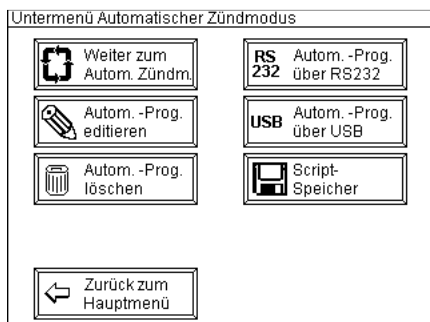 Untermenü Automatischer Zündmodus
Weiter zum
Autom. Zündm.
RS
232
Autom. -Prog.
über RS232
Autom. -Prog.
editieren
USB
Autom. -Prog.
über USB
Autom. -Prog.
löschen
Script-
Speicher
Zurück zum
Hauptmenü